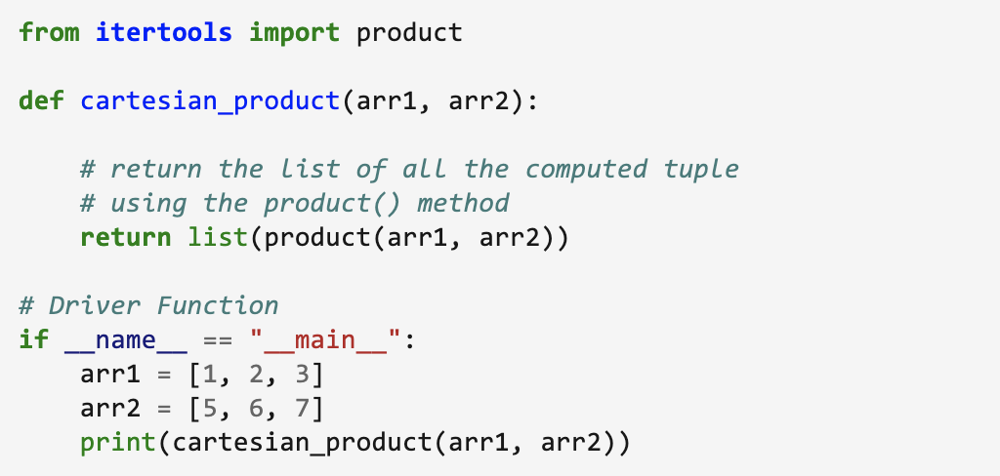 from itertools import product
def cartesian_product(arr1, arr2):
# return the list of all the computed tuple
# using the product() method
return list(product(arr1, arr2))
# Driver Function
if __name__ == "__main__":
arr1 = [1, 2, 3]
arr2 = [5, 6, 7]
print(cartesian_product(arr1, arr2))